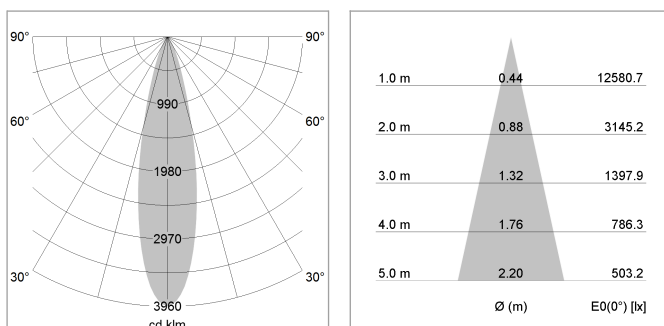 90° 90°
990
60° 60°
1980
2970
30° 30°
3960
cd klm
1.0 m 0.44 12580.7
2.0 m 0.88 3145.2
3.0 m 1.32 1397.9
4.0 m 1.76 786.3
5.0 m 2.20 503.2
Ø (m) E0(0°) [lx]